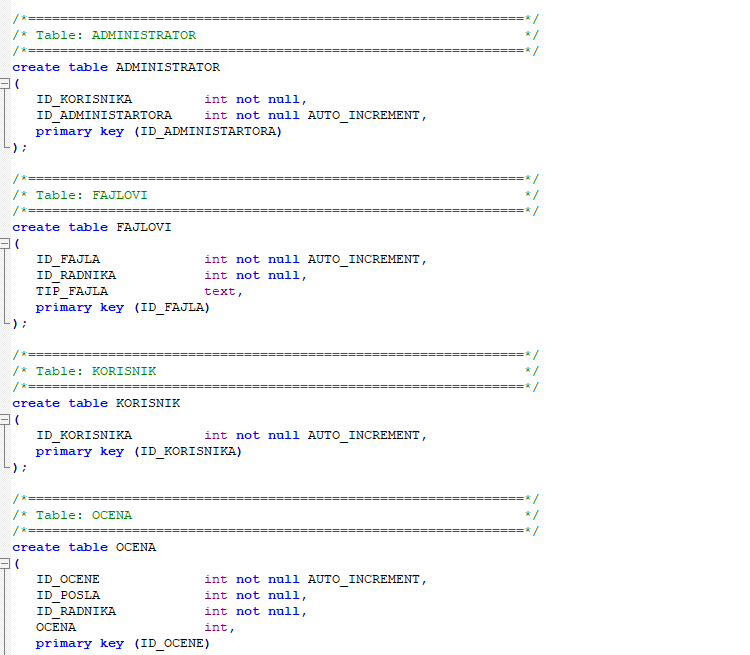 /*==============================================================*/
/* Table: ADMINISTRATOR                                         */
/*==============================================================*/
create table ADMINISTRATOR
(
   ID_KORISNIKA         int not null,
   ID_ADMINISTARTORA    int not null AUTO_INCREMENT,
   primary key (ID_ADMINISTARTORA)
);

/*==============================================================*/
/* Table: FAJLOVI                                               */
/*==============================================================*/
create table FAJLOVI
(
   ID_FAJLA             int not null AUTO_INCREMENT,
   ID_RADNIKA           int not null,
   TIP_FAJLA            text,
   primary key (ID_FAJLA)
);

/*==============================================================*/
/* Table: KORISNIK                                              */
/*==============================================================*/
create table KORISNIK
(
   ID_KORISNIKA         int not null AUTO_INCREMENT,
   primary key (ID_KORISNIKA)
);

/*==============================================================*/
/* Table: OCENA                                                 */
/*==============================================================*/
create table OCENA
(
   ID_OCENE             int not null AUTO_INCREMENT,
   ID_POSLA             int not null,
   ID_RADNIKA           int not null,
   OCENA                int,
   primary key (ID_OCENE)